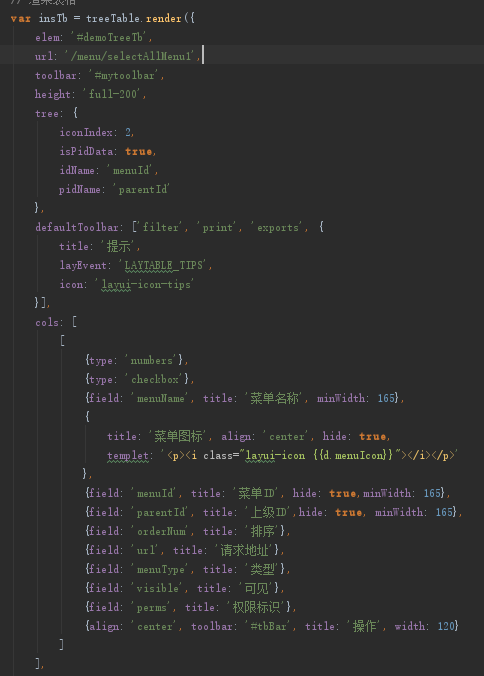 // 渲染表格
var insTb = treeTable.render({
elem: '#demoTreeTb',
url: '/menu/selectAllMenu1',
toolbar: '#mytoolbar',
height: 'full-200',
tree: {
iconIndex: 2,
isPidData: true,
idName: 'menuId',
pidName: 'parentId'
},
defaultToolbar: ['filter', 'print', 'exports', {
title: '提示',
layEvent: 'LAYTABLE_TIPS',
icon: 'layui-icon-tips'
}],
cols: [
[
{type: 'numbers'},
{type: 'checkbox'},
{field: 'menuName', title: '菜单名称', minWidth: 165},
{
title: '菜单图标', align: 'center', hide: true,
templet: '<p><i class="layui-icon {{d.menuIcon}}"></i></p>'
},
{field: 'menuId', title: '菜单ID', hide: true,minWidth: 165},
{field: 'parentId', title: '上级ID',hide: true, minWidth: 165},
{field: 'orderNum', title: '排序'},
{field: 'url', title: '请求地址'},
{field: 'menuType', title: '类型'},
{field: 'visible', title: '可见'},
{field: 'perms', title: '权限标识'},
{align: 'center', toolbar: '#tbBar', title: '操作', width: 120}
]
],